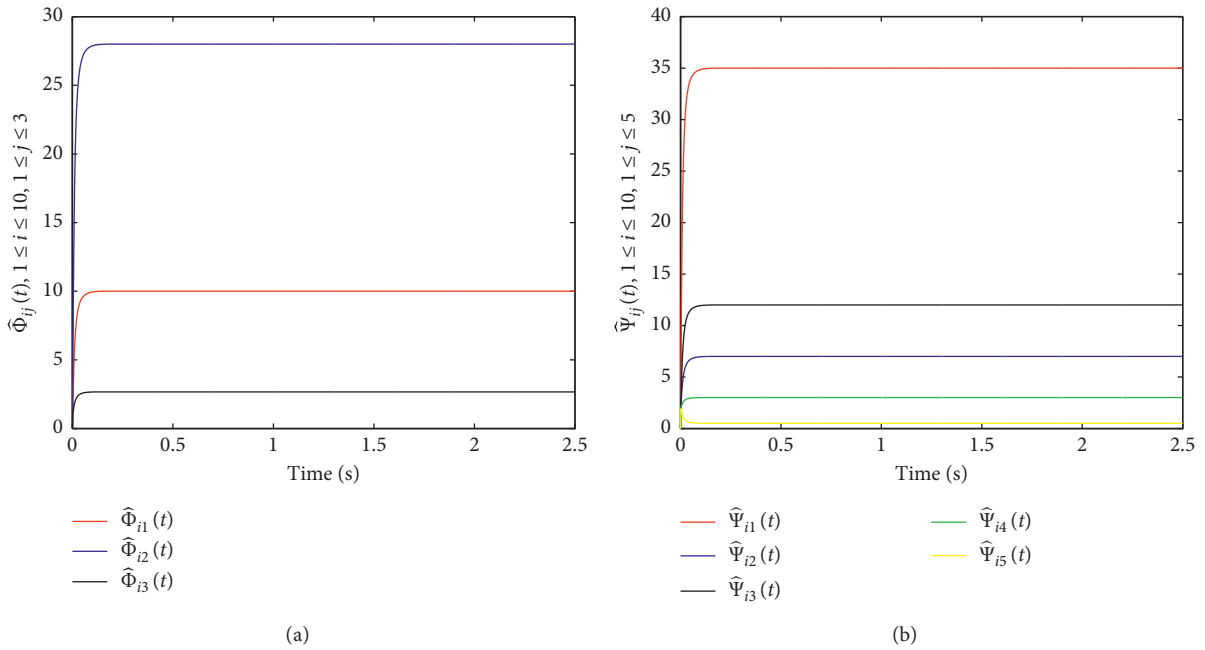 30
25
20
15
10
5
0
Φ̂ij(t), 1 ≤ i ≤ 10, 1 ≤ j ≤ 3
0 0.5 1 1.5 2 2.5
Time (s)
Φ̂i1(t)
Φ̂i2(t)
Φ̂i3(t)
(a)
40
35
30
25
20
15
10
5
0
Ψ̂ij(t), 1 ≤ i ≤ 10, 1 ≤ j ≤ 5
0 0.5 1 1.5 2 2.5
Time (s)
Ψ̂i1(t)
Ψ̂i2(t)
Ψ̂i3(t)
Ψ̂i4(t)
Ψ̂i5(t)
(b)